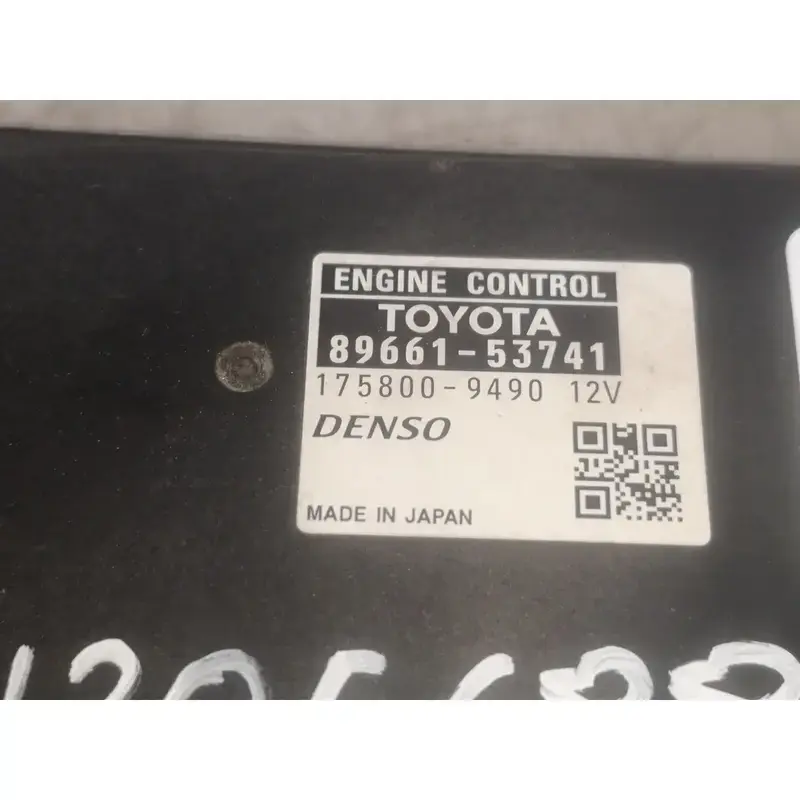 ENGINE CONTROL
TOYOTA
89661-53741
175800-9490 12V
DENSO
MADE IN JAPAN